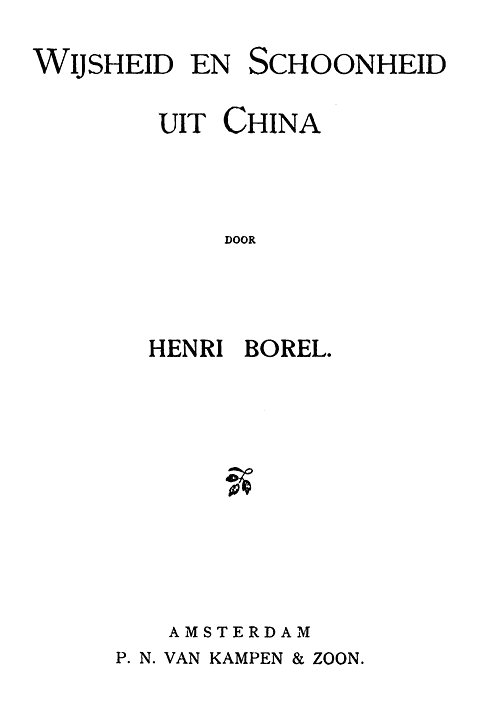 Wijsheid en Schoonheid
uit China
DOOR
HENRI BOREL.
AMSTERDAM
P. N. VAN KAMPEN & ZOON.